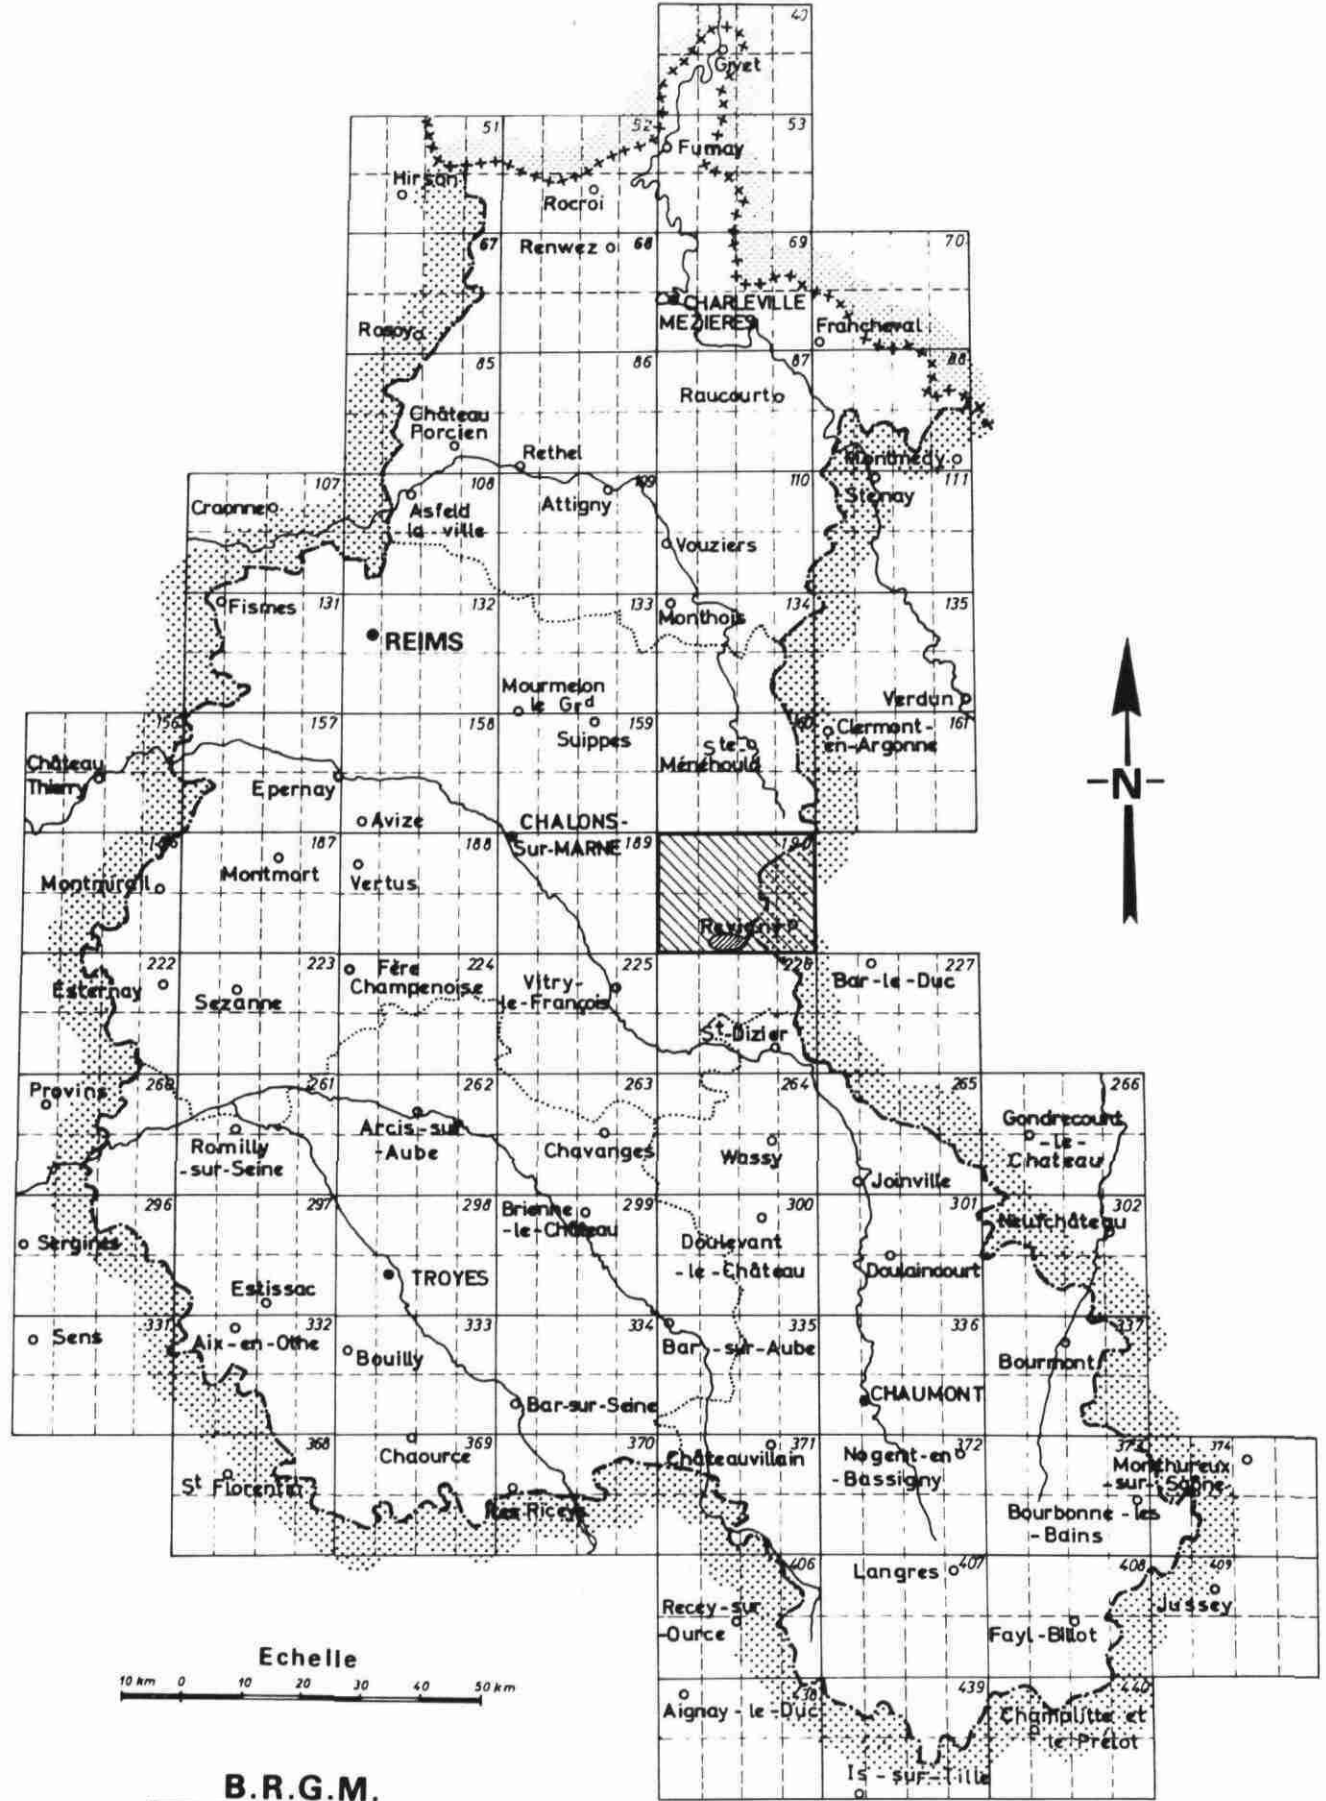 40
Givet
51
52
53
Fumay
Hirson
Rocroi
67
Renwez
68
69
70
CHARLEVILLE
MEZIERES
Francheval
Rosoy
85
86
87
88
Raucourt
Château
Porcien
Rethel
Montmedy
107
108
109
110
111
Craonne
Asfeld
-la-ville
Attigny
Stenay
Vouziers
Fismes
131
132
133
134
135
Monthois
REIMS
Mourmelon
le Grd
Verdun
156
157
158
159
160
161
Suippes
Clermont-
en-Argonne
Ste-
Ménéhould
Château
Thierry
Epernay
Avize
CHALONS-
Sur-MARNE
187
188
189
190
Montmirail
Montmort
Vertus
Revigny
222
223
224
225
226
227
Esternay
Sezanne
Fère
Champenoise
Vitry-
-le-François
Bar-le-Duc
St-Dizier
Provins
260
261
262
263
264
265
266
Romilly
-sur-Seine
Arcis-sur
-Aube
Chavanges
Wassy
Gondrecourt
-le-
Chateau
Joinville
296
297
298
299
300
301
302
Brienne
-le-Château
Neufchâteau
Sergines
TROYES
Doulevant
-le-Château
Doulaincourt
Estissac
331
332
333
334
335
336
337
Sens
Aix-en-Othe
Bouilly
Bar-sur-Aube
Bourmont
CHAUMONT
Bar-sur-Seine
368
369
370
371
372
373
374
Chaource
Châteauvillain
Nogent-en
-Bassigny
Monthureux
-sur-Saône
St Florentin
Les Riceys
Bourbonne-les
-Bains
406
407
408
409
Langres
Jussey
Recey-sur
-Ource
Fayl-Billot
Echelle
10 km 0 10 20 30 40 50 km
438
439
440
Aignay-le-Duc
Champlitte et
le Prélot
Is-sur-Tille
B.R.G.M.
-N-